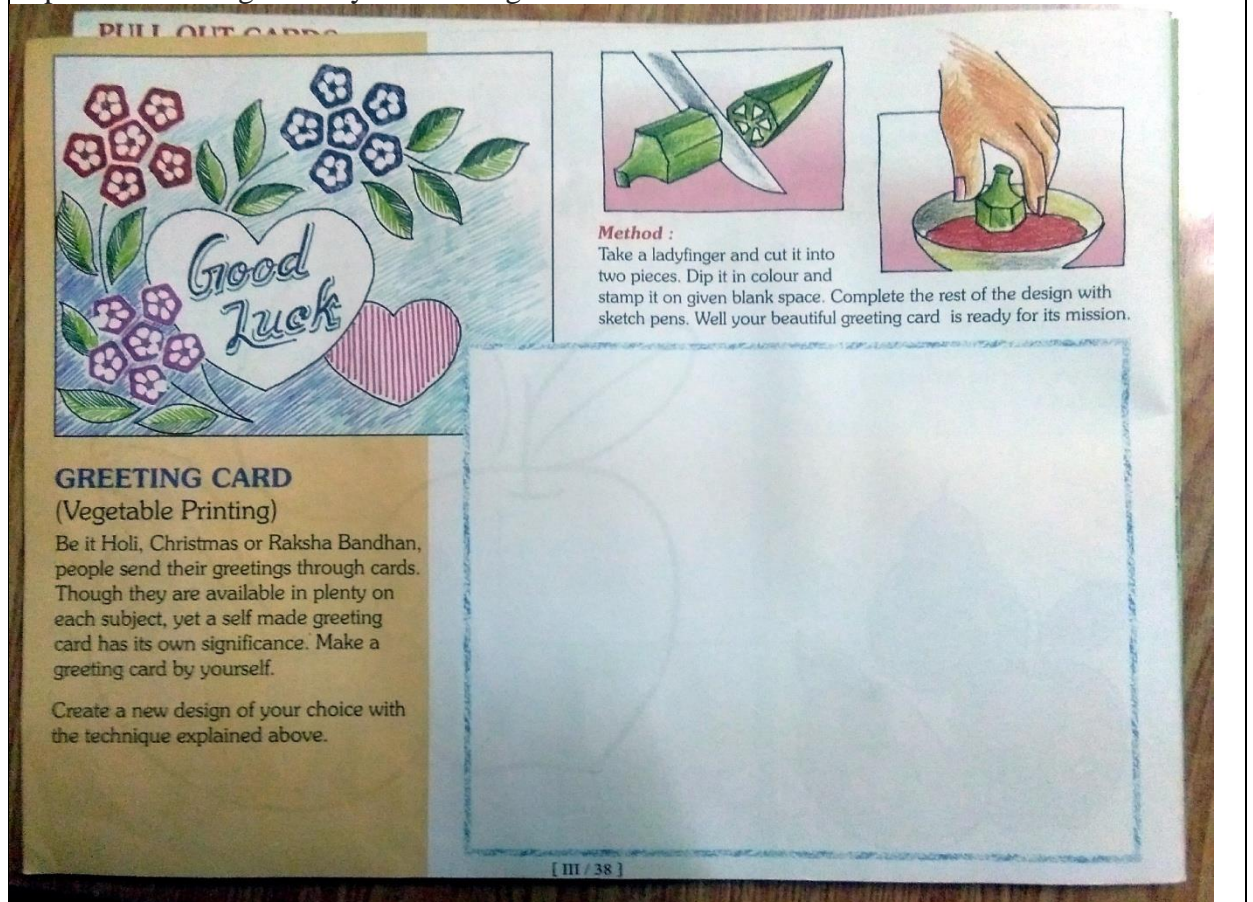 PULL OUT CARDS
Good
Luck
Method :
Take a ladyfinger and cut it into
two pieces. Dip it in colour and
stamp it on given blank space. Complete the rest of the design with
sketch pens. Well your beautiful greeting card is ready for its mission.
GREETING CARD
(Vegetable Printing)
Be it Holi, Christmas or Raksha Bandhan,
people send their greetings through cards.
Though they are available in plenty on
each subject, yet a self made greeting
card has its own significance. Make a
greeting card by yourself.
Create a new design of your choice with
the technique explained above.
[ III / 38 ]